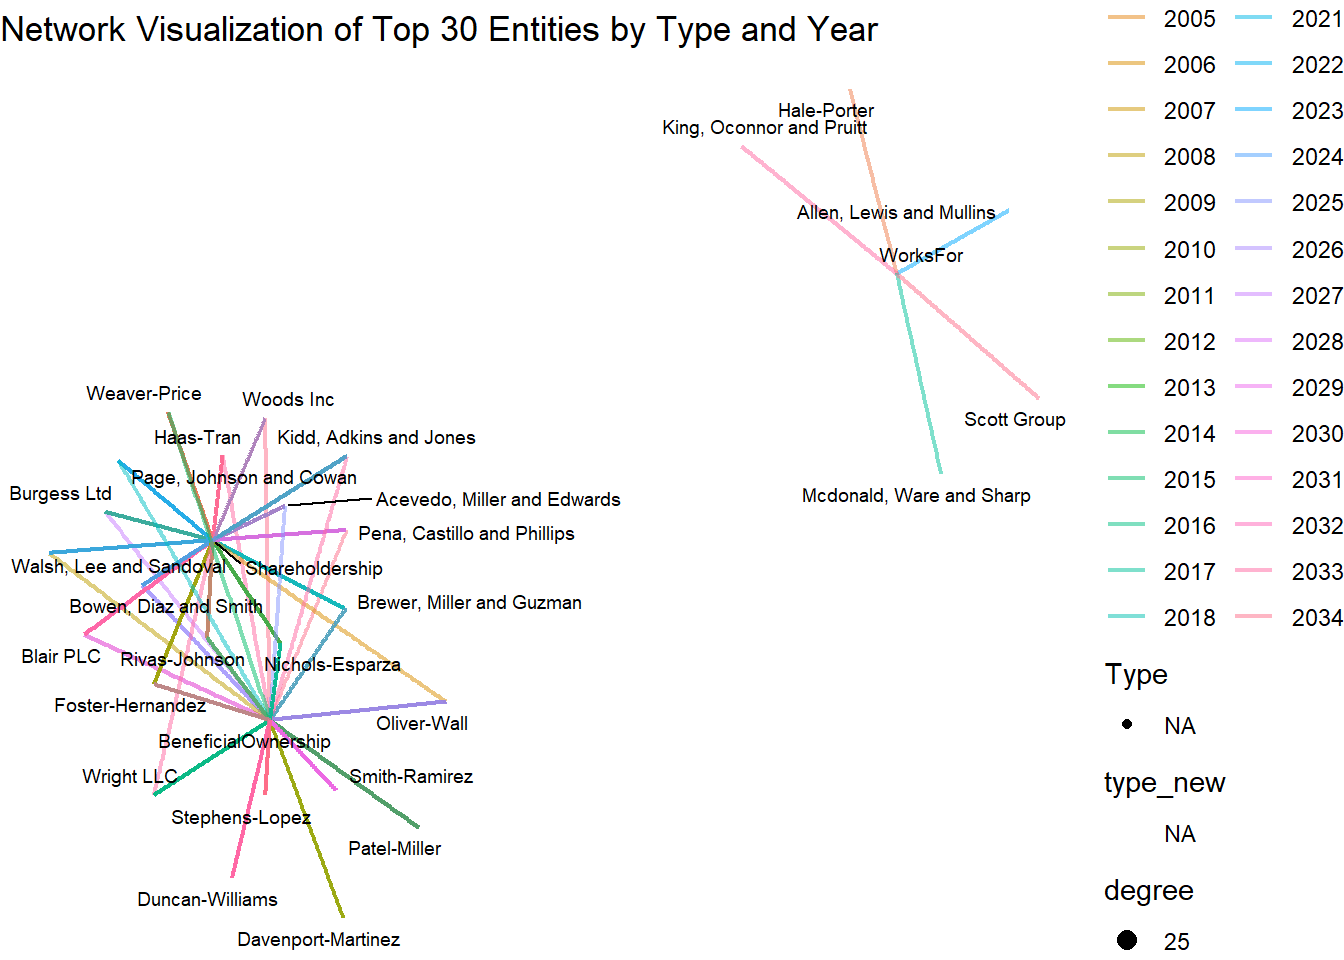 Network Visualization of Top 30 Entities by Type and Year
Hale-Porter
King, Oconnor and Pruitt
Allen, Lewis and Mullins
WorksFor
Scott Group
Mcdonald, Ware and Sharp
Weaver-Price
Woods Inc
Haas-Tran
Kidd, Adkins and Jones
Page, Johnson and Cowan
Burgess Ltd
Acevedo, Miller and Edwards
Pena, Castillo and Phillips
Walsh, Lee and Sandoval
Shareholdership
Bowen, Diaz and Smith
Brewer, Miller and Guzman
Blair PLC
Rivas-Johnson
Nichols-Esparza
Foster-Hernandez
Oliver-Wall
BeneficialOwnership
Wright LLC
Smith-Ramirez
Stephens-Lopez
Patel-Miller
Duncan-Williams
Davenport-Martinez
2005 2021
2006 2022
2007 2023
2008 2024
2009 2025
2010 2026
2011 2027
2012 2028
2013 2029
2014 2030
2015 2031
2016 2032
2017 2033
2018 2034
Type
NA
type_new
NA
degree
25